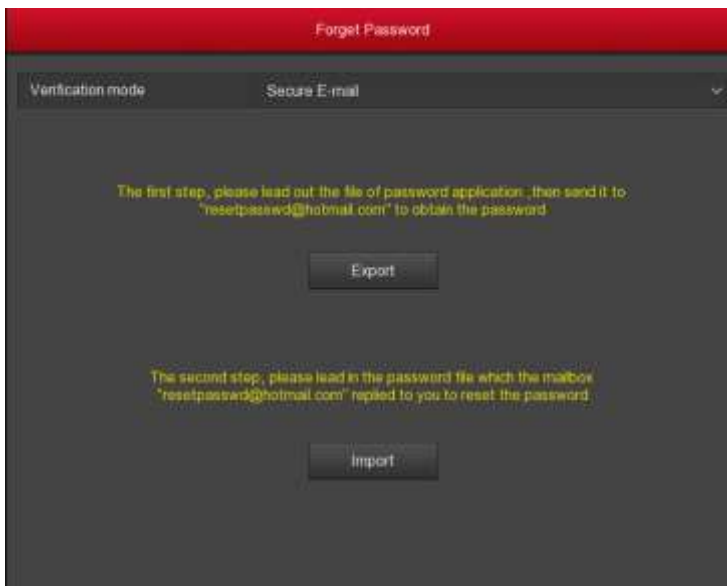 Forget Password
Verification mode Secure E-mail
The first step, please lead out the file of password application ,then send it to
"resetpasswd@hotmail.com" to obtain the password
Export
The second step, please lead in the password file which the mailbox
"resetpasswd@hotmail.com" replied to you to reset the password
Import